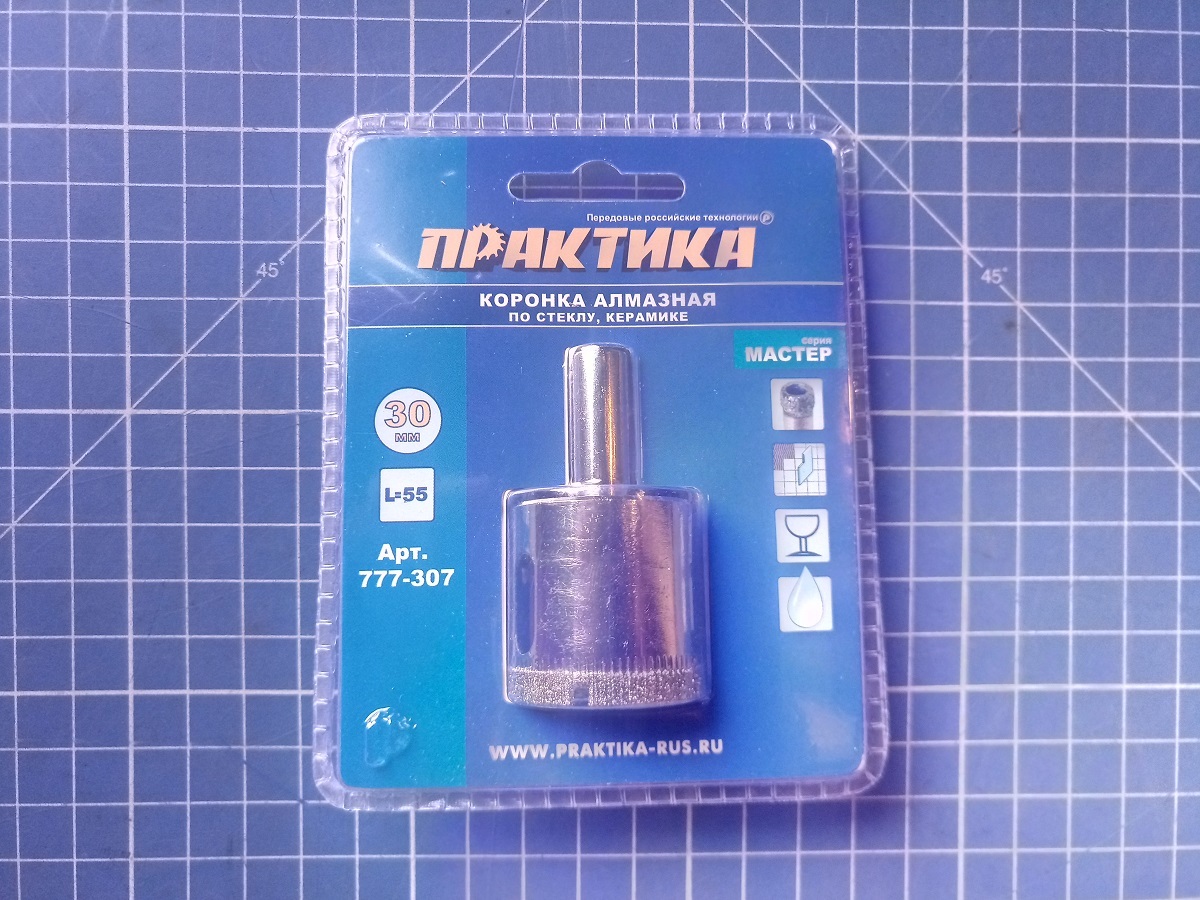 Передовые российские технологии
ПРАКТИКА
КОРОНКА АЛМАЗНАЯ
ПО СТЕКЛУ, КЕРАМИКЕ
серия
МАСТЕР
30
мм
L=55
Арт.
777-307
WWW.PRAKTIKA-RUS.RU
45°
45°